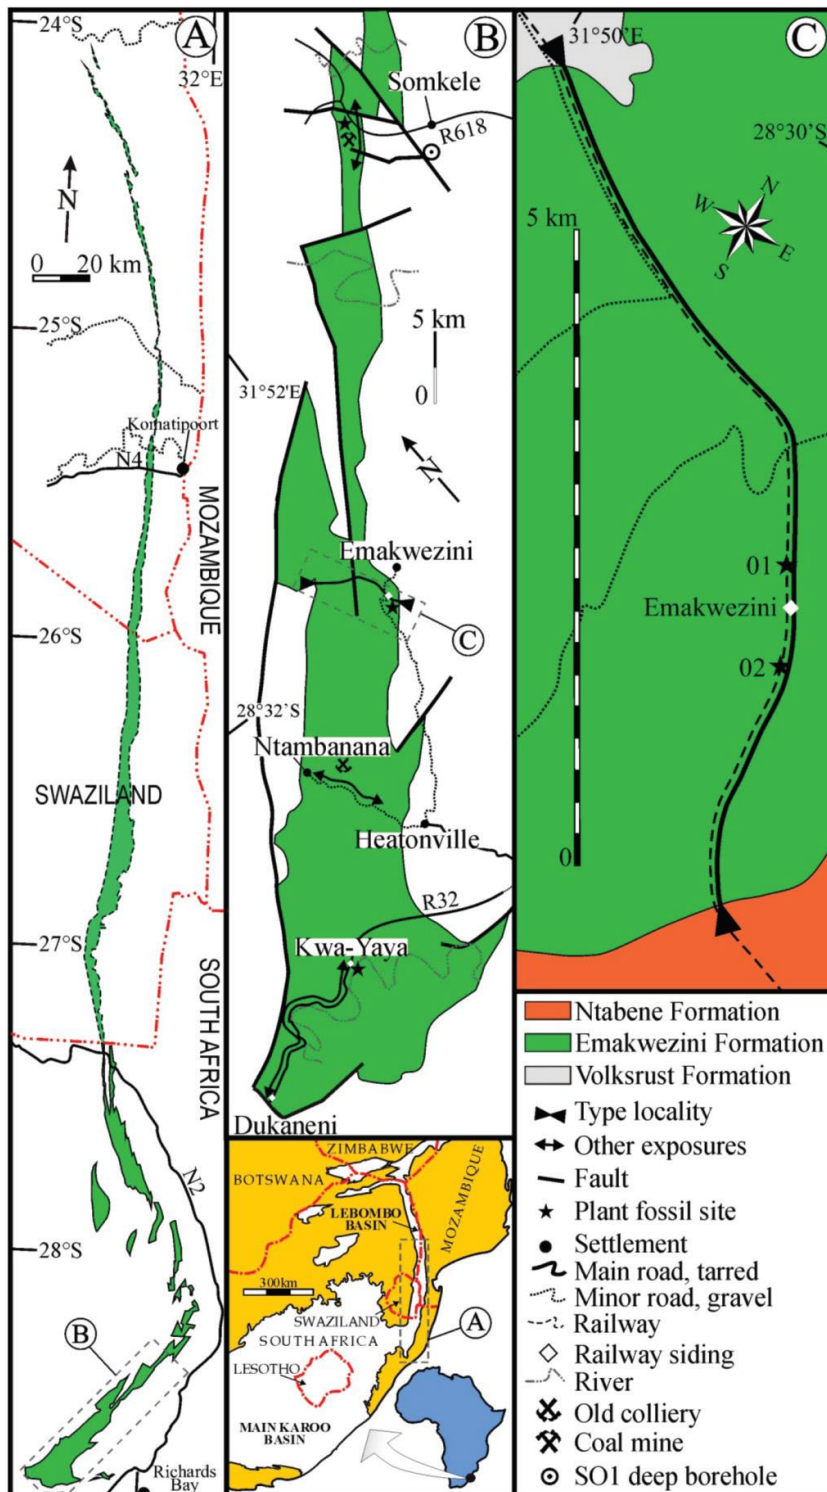 24°S
A
32°E
N
0 20 km
25°S
Komatipoort
N4
MOZAMBIQUE
26°S
SWAZILAND
27°S
SOUTH AFRICA
N2
28°S
B
Richards
Bay
B
Somkele
R618
5 km
0
31°52'E
N
Emakwezini
C
28°32'S
Ntambanana
Heatonville
R32
Kwa-Yaya
Dukaneni
ZIMBABWE
BOTSWANA
MOZAMBIQUE
LEBOMBO
BASIN
300km
SWAZILAND
SOUTH AFRICA
A
LESOTHO
MAIN KAROO
BASIN
C
31°50'E
28°30'S
N
W
E
S
5 km
01
Emakwezini
02
0
Ntabene Formation
Emakwezini Formation
Volksrust Formation
Type locality
Other exposures
Fault
Plant fossil site
Settlement
Main road, tarred
Minor road, gravel
Railway
Railway siding
River
Old colliery
Coal mine
SO1 deep borehole